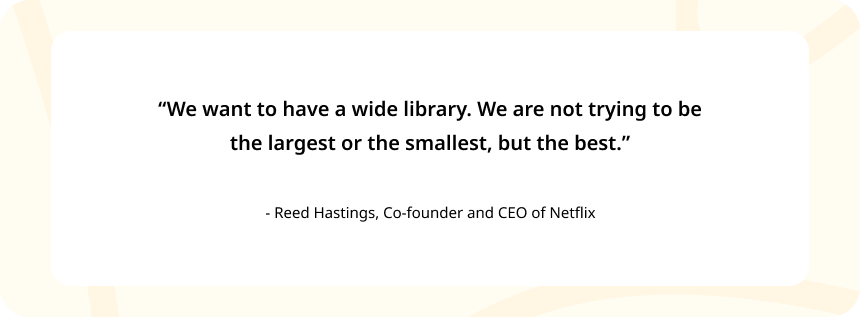 “We want to have a wide library. We are not trying to be
the largest or the smallest, but the best.”
- Reed Hastings, Co-founder and CEO of Netflix